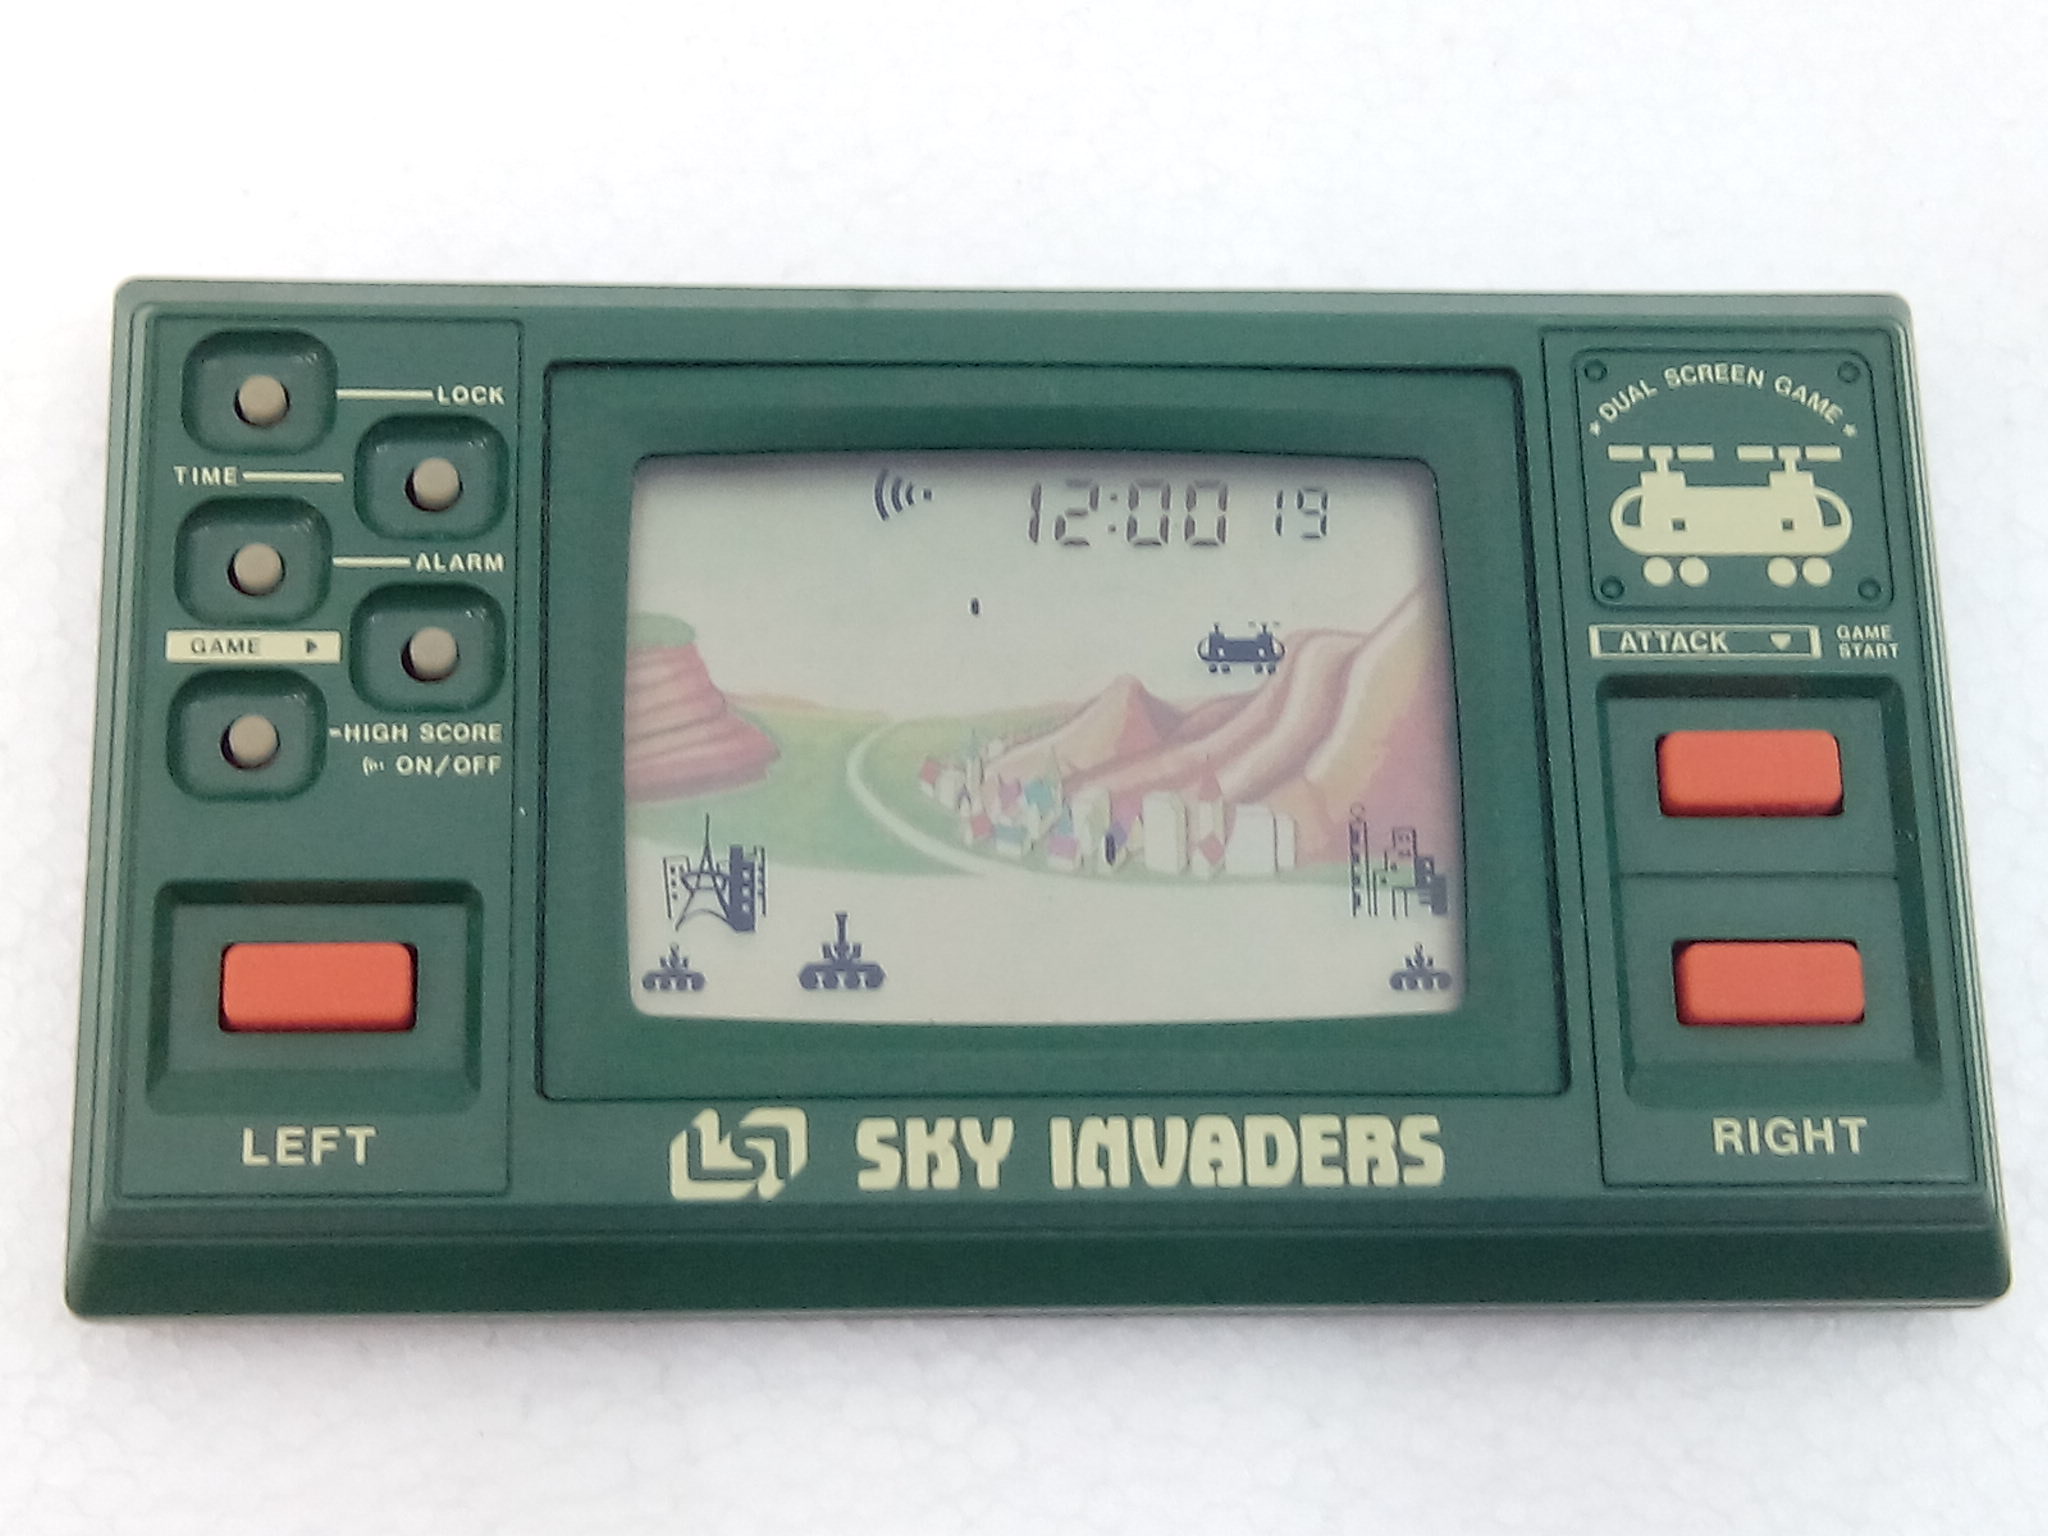 LOCK
TIME
ALARM
GAME
HIGH SCORE
ON/OFF
LEFT
12:00 19
SKY INVADERS
DUAL SCREEN GAME
ATTACK
GAME
START
RIGHT